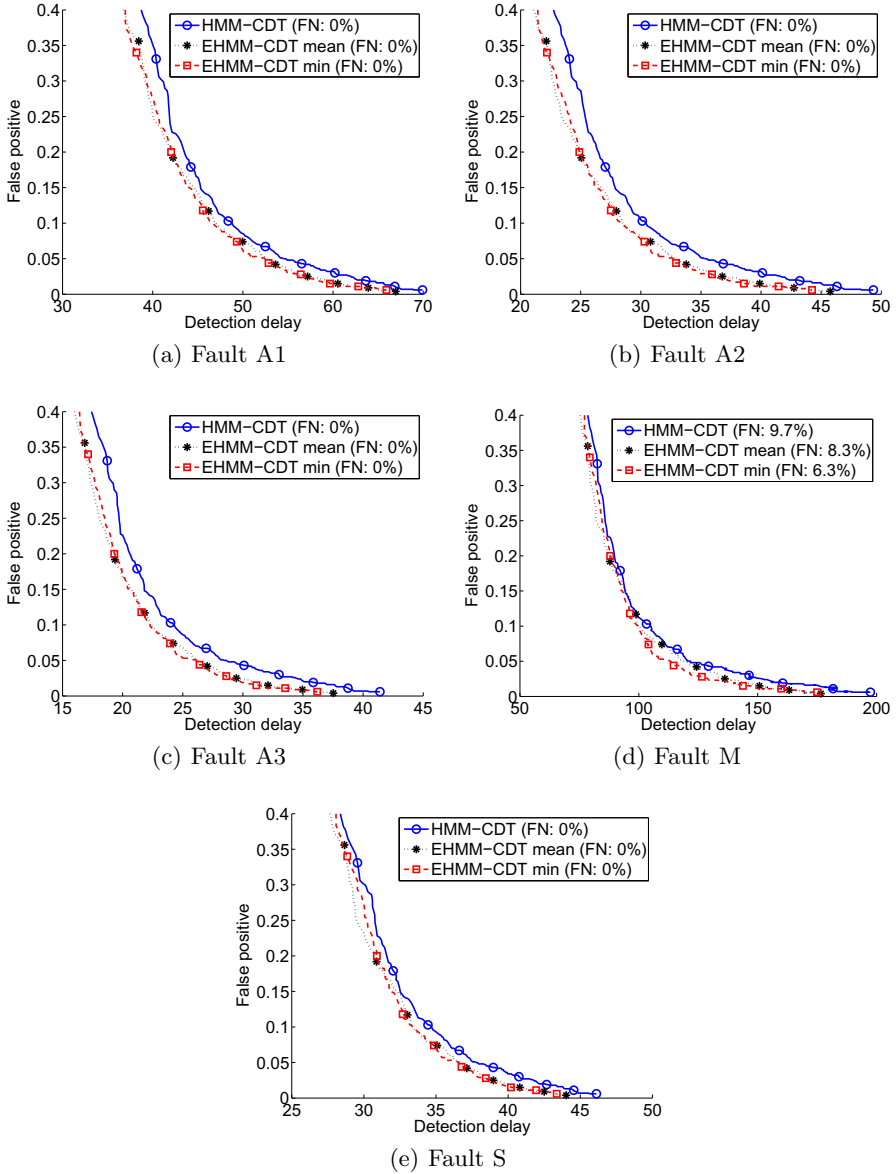 0.4
0.35
0.3
0.25
0.2
0.15
0.1
0.05
0
False positive
HMM−CDT (FN: 0%)
EHMM−CDT mean (FN: 0%)
EHMM−CDT min (FN: 0%)
30 40 50 60 70
Detection delay
(a) Fault A1
0.4
0.35
0.3
0.25
0.2
0.15
0.1
0.05
0
False positive
HMM−CDT (FN: 0%)
EHMM−CDT mean (FN: 0%)
EHMM−CDT min (FN: 0%)
20 25 30 35 40 45 50
Detection delay
(b) Fault A2
0.4
0.35
0.3
0.25
0.2
0.15
0.1
0.05
0
False positive
HMM−CDT (FN: 0%)
EHMM−CDT mean (FN: 0%)
EHMM−CDT min (FN: 0%)
15 20 25 30 35 40 45
Detection delay
(c) Fault A3
0.4
0.35
0.3
0.25
0.2
0.15
0.1
0.05
0
False positive
HMM−CDT (FN: 9.7%)
EHMM−CDT mean (FN: 8.3%)
EHMM−CDT min (FN: 6.3%)
50 100 150 200
Detection delay
(d) Fault M
0.4
0.35
0.3
0.25
0.2
0.15
0.1
0.05
0
False positive
HMM−CDT (FN: 0%)
EHMM−CDT mean (FN: 0%)
EHMM−CDT min (FN: 0%)
25 30 35 40 45 50
Detection delay
(e) Fault S